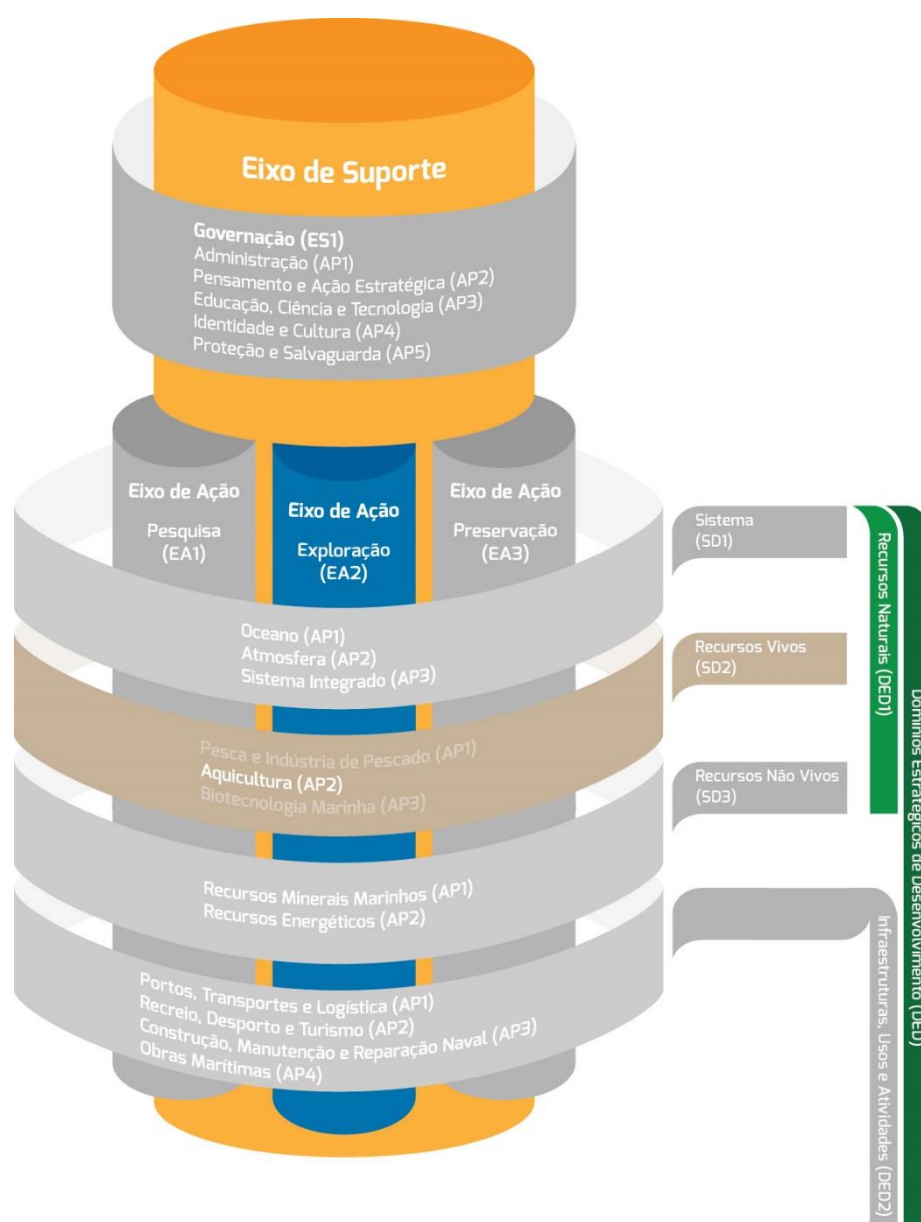 Eixo de Suporte
Governação (ES1)
Administração (AP1)
Pensamento e Ação Estratégica (AP2)
Educação, Ciência e Tecnologia (AP3)
Identidade e Cultura (AP4)
Proteção e Salvaguarda (AP5)
Eixo de Ação
Pesquisa
(EA1)
Eixo de Ação
Exploração
(EA2)
Eixo de Ação
Preservação
(EA3)
Oceano (AP1)
Atmosfera (AP2)
Sistema Integrado (AP3)
Pesca e Indústria de Pescado (AP1)
Aquicultura (AP2)
Biotecnologia Marinha (AP3)
Recursos Minerais Marinhos (AP1)
Recursos Energéticos (AP2)
Portos, Transportes e Logística (AP1)
Recreio, Desporto e Turismo (AP2)
Construção, Manutenção e Reparação Naval (AP3)
Obras Marítimas (AP4)
Sistema
(SD1)
Recursos Vivos
(SD2)
Recursos Não Vivos
(SD3)
Recursos Naturais (DED1)
Infraestruturas, Usos e Atividades (DED2)
Domínios Estratégicos de Desenvolvimento (DED)